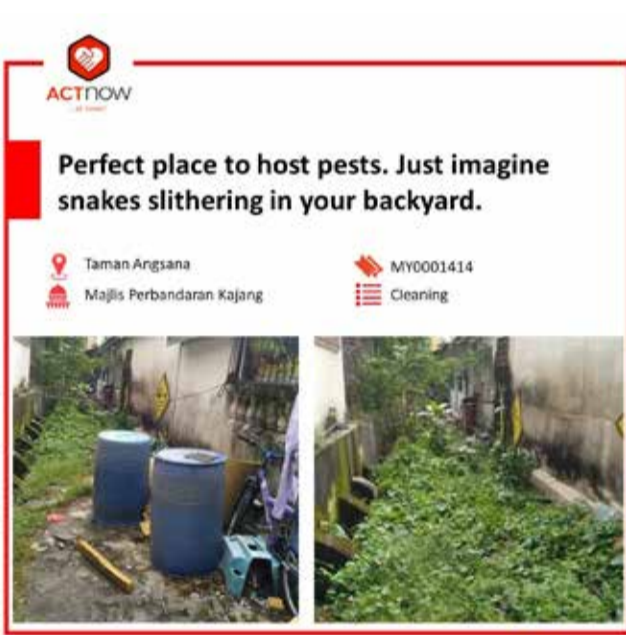 ACTNOW
Perfect place to host pests. Just imagine
snakes slithering in your backyard.
Taman Angsana
MY0001414
Majlis Perbandaran Kajang
Cleaning